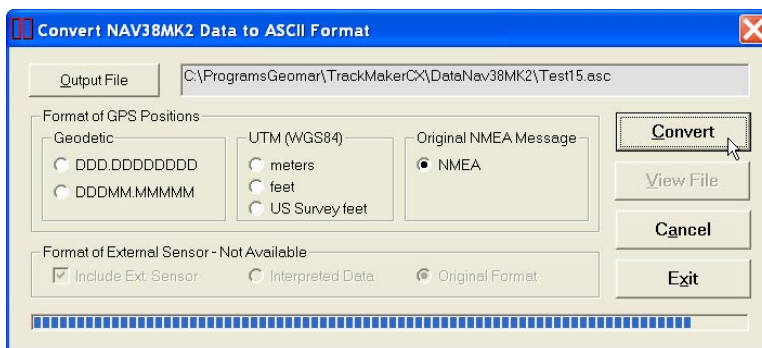 Convert NAV38MK2 Data to ASCII Format
Output File
C:\ProgramsGeomar\TrackMakerCX\DataNav38MK2\Test15.asc
Format of GPS Positions
Geodetic
DDD.DDDDDDDD
DDDMM.MMMMM
UTM (WGS84)
meters
feet
US Survey feet
Original NMEA Message
NMEA
Convert
View File
Cancel
Exit
Format of External Sensor - Not Available
Include Ext. Sensor
Interpreted Data
Original Format